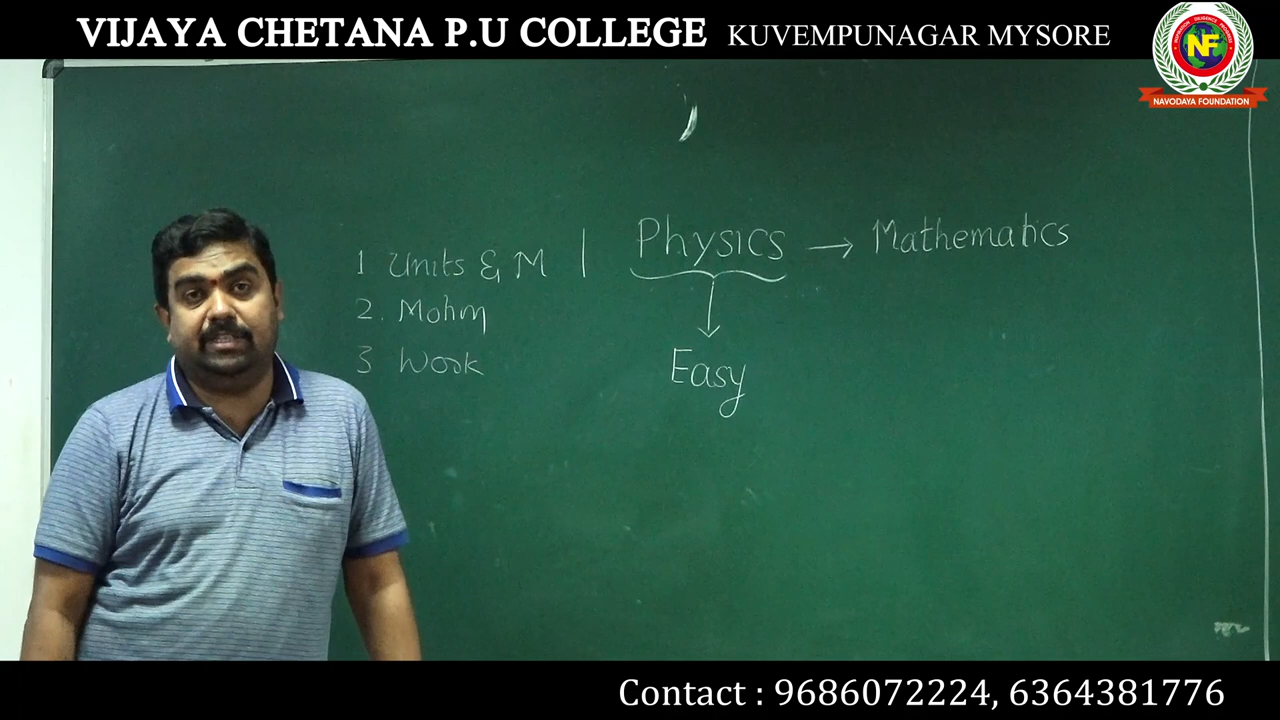 VIJAYA CHETANA P.U COLLEGE KUVEMPUNAGAR MYSORE
NF
NAVODAYA FOUNDATION
Physics → Mathematics
1 Units & M
2. Mohm
3 Work
Easy
Contact : 9686072224, 6364381776